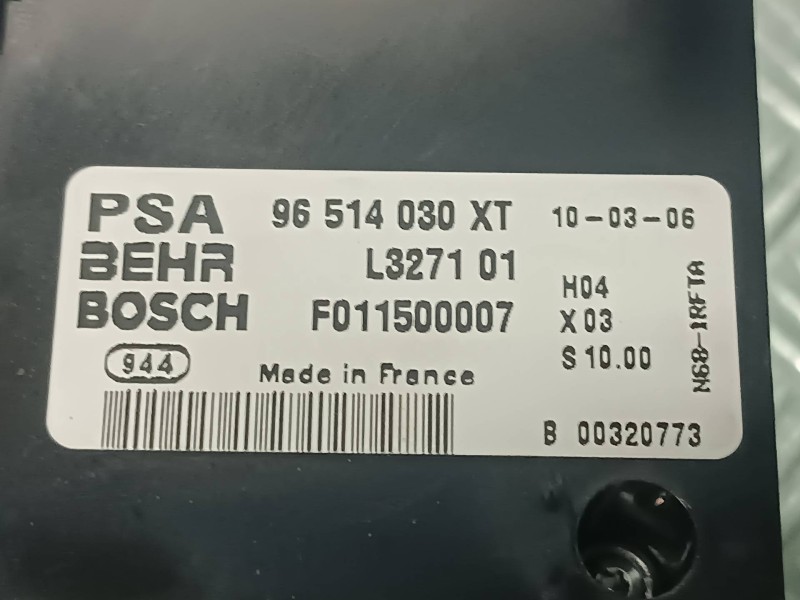 PSA 96 514 030 XT 10-03-06
BEHR L3271 01 H04
BOSCH F011500007 X03
944 Made in France S 10.00
B 00320773
N68-1RFTA